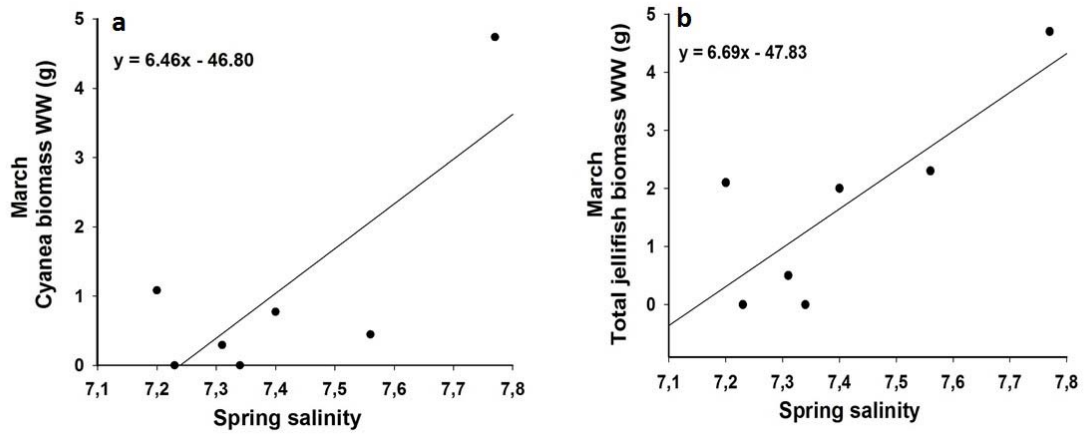 a
y = 6.46x - 46.80
March
Cyanea biomass WW (g)
5
4
3
2
1
0
7,1 7,2 7,3 7,4 7,5 7,6 7,7 7,8
Spring salinity
b
y = 6.69x - 47.83
March
Total jellifish biomass WW (g)
5
4
3
2
1
0
7,1 7,2 7,3 7,4 7,5 7,6 7,7 7,8
Spring salinity